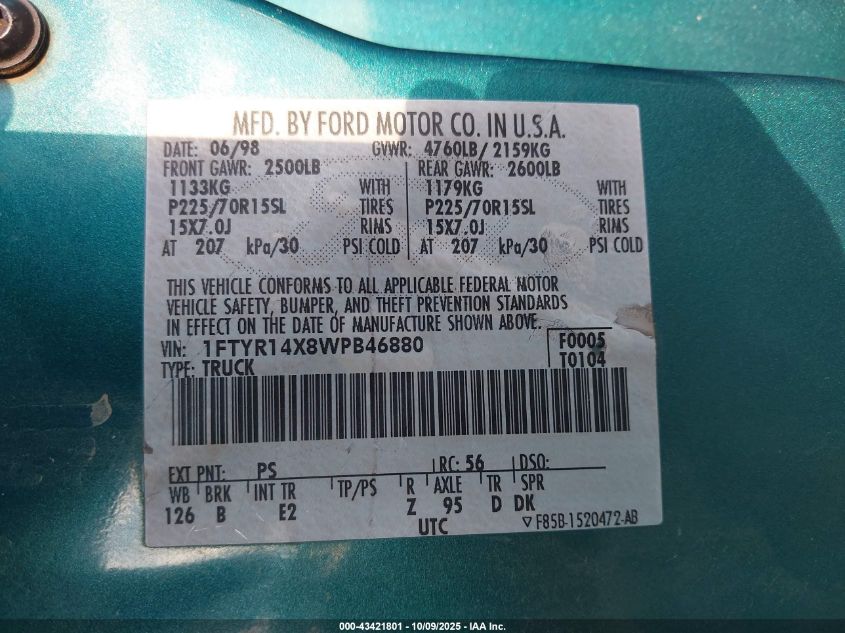 MFD. BY FORD MOTOR CO. IN U.S.A.
DATE: 06/98 GVWR: 4760LB/ 2159KG
FRONT GAWR: 2500LB REAR GAWR: 2600LB
1133KG WITH 1179KG WITH
P225/70R15SL TIRES P225/70R15SL TIRES
15X7.0J RIMS 15X7.0J RIMS
AT 207 kPa/30 PSI COLD AT 207 kPa/30 PSI COLD
THIS VEHICLE CONFORMS TO ALL APPLICABLE FEDERAL MOTOR
VEHICLE SAFETY, BUMPER, AND THEFT PREVENTION STANDARDS
IN EFFECT ON THE DATE OF MANUFACTURE SHOWN ABOVE.
VIN: 1FTYR14X8WPB46880 F0005
TYPE: TRUCK T0104
EXT PNT: PS RC: 56 DSO:
WB BRK INT TR TP/PS R AXLE TR SPR
126 B E2 Z 95 D DK
UTC F85B-1520472-AB
000-43421801 - 10/09/2025 - IAA Inc.